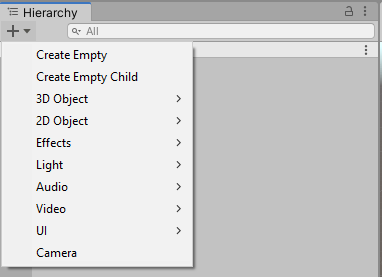 Hierarchy
All
Create Empty
Create Empty Child
3D Object
2D Object
Effects
Light
Audio
Video
UI
Camera